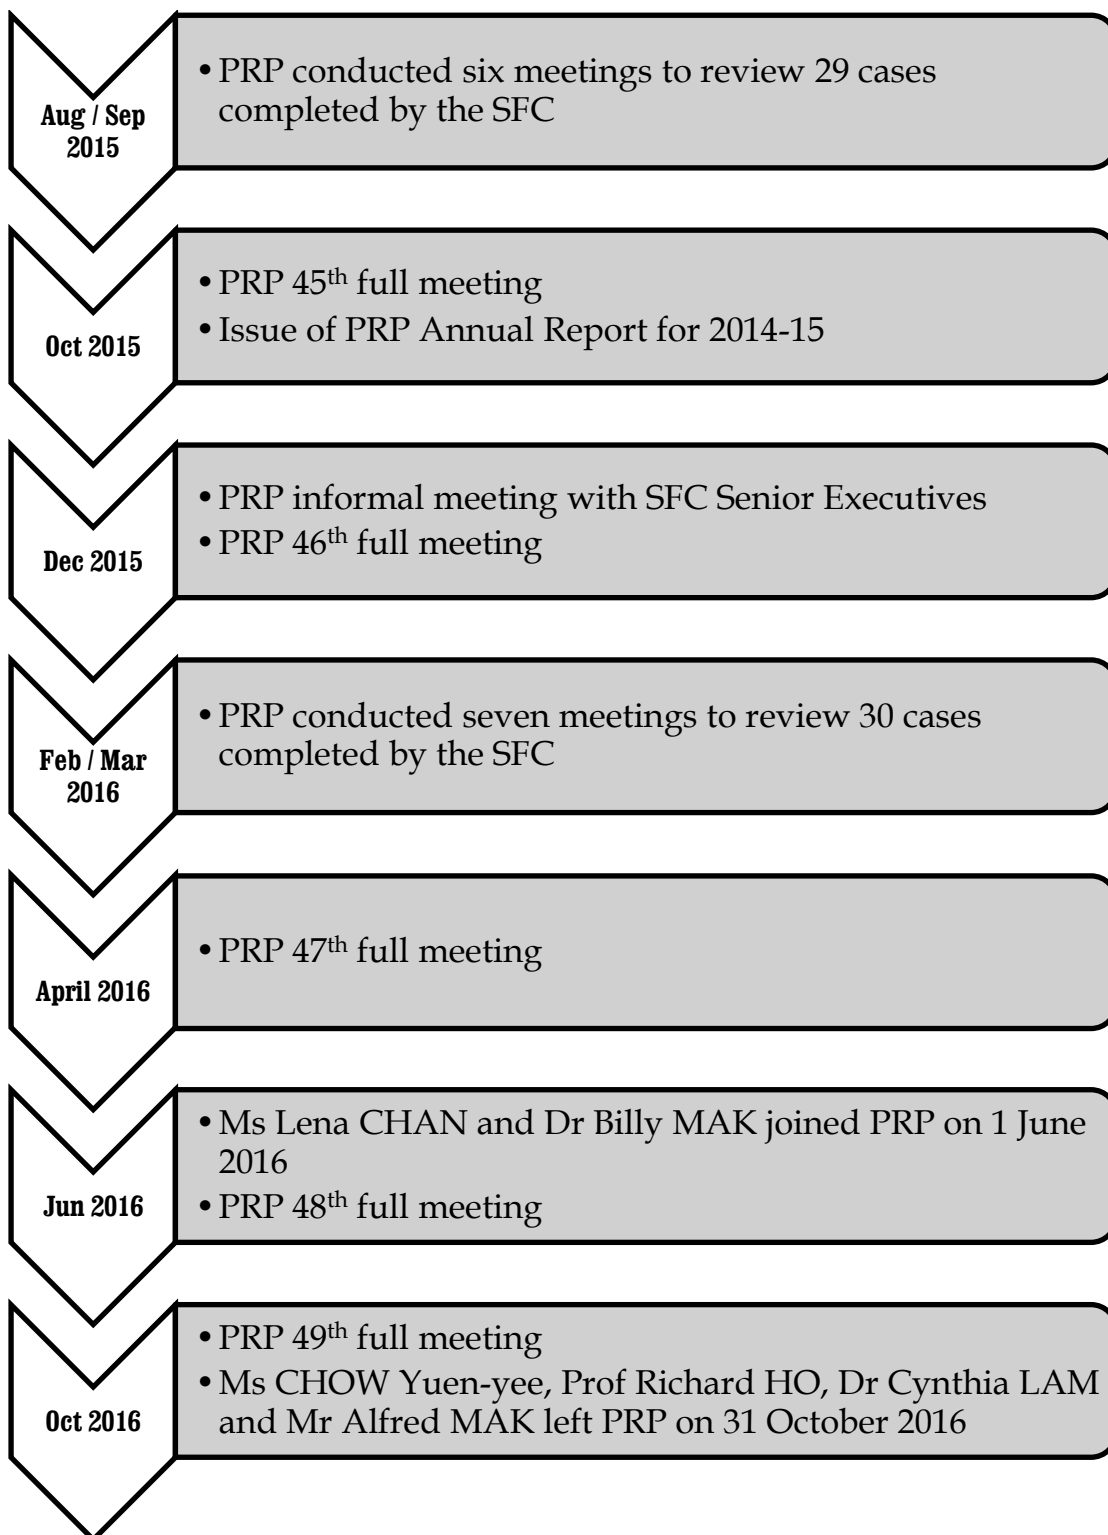 Aug / Sep
2015
• PRP conducted six meetings to review 29 cases
completed by the SFC
Oct 2015
• PRP 45th full meeting
• Issue of PRP Annual Report for 2014-15
Dec 2015
• PRP informal meeting with SFC Senior Executives
• PRP 46th full meeting
Feb / Mar
2016
• PRP conducted seven meetings to review 30 cases
completed by the SFC
April 2016
• PRP 47th full meeting
Jun 2016
• Ms Lena CHAN and Dr Billy MAK joined PRP on 1 June
2016
• PRP 48th full meeting
Oct 2016
• PRP 49th full meeting
• Ms CHOW Yuen-yee, Prof Richard HO, Dr Cynthia LAM
and Mr Alfred MAK left PRP on 31 October 2016